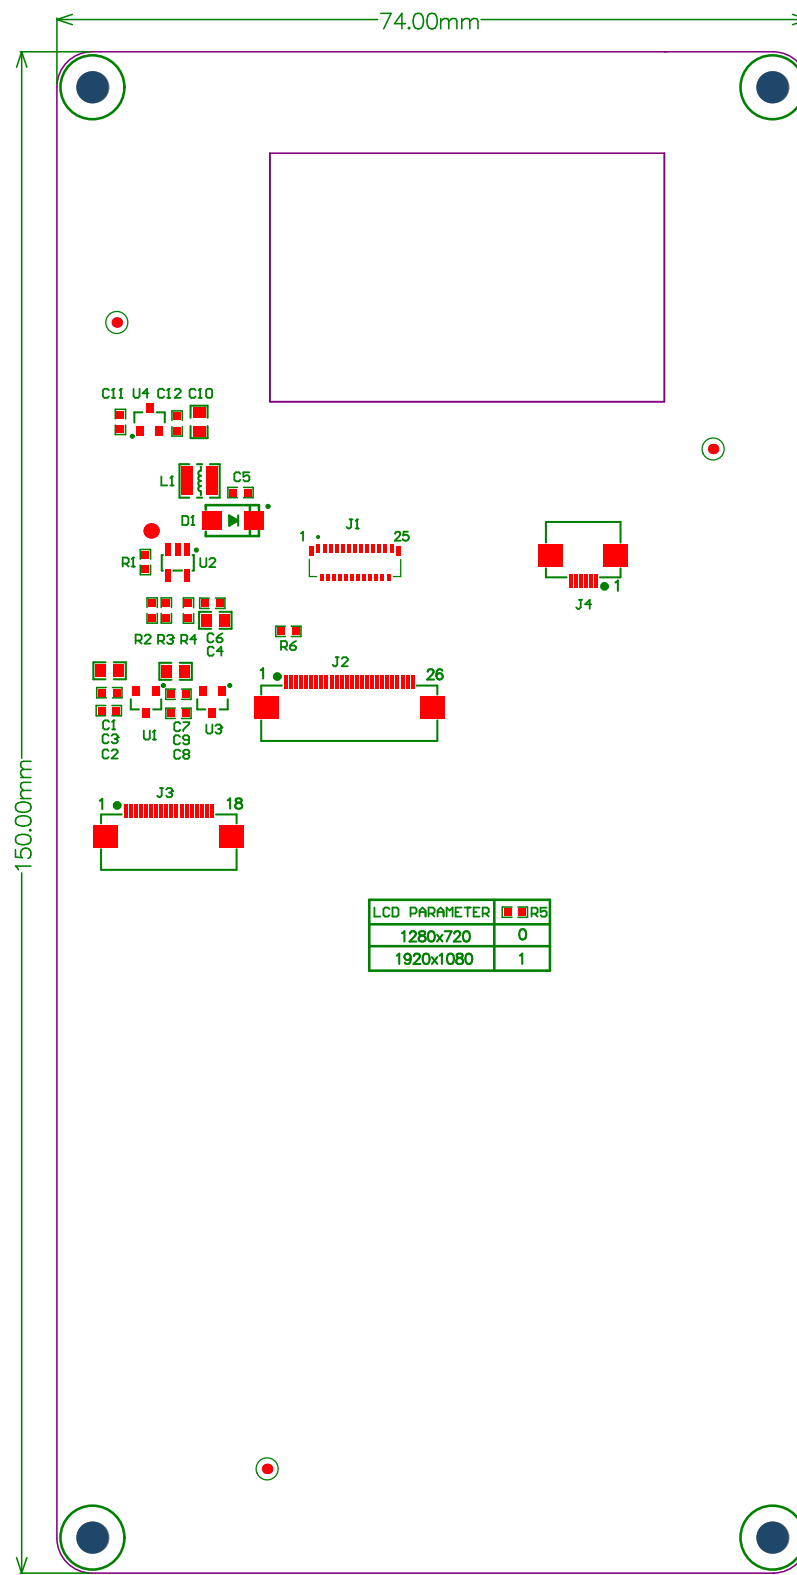 74.00mm
C11 U4 C12 C10
L1 C5
D1
J1
1 25
R1 U2
J4 1
R2 R3 R4 C6
C4
R6
J2
1 26
C1 C7 U3
C3 U1 C9
C2 C8
150.00mm
J3
1 18
LCD PARAMETER R5
1280x720 0
1920x1080 1